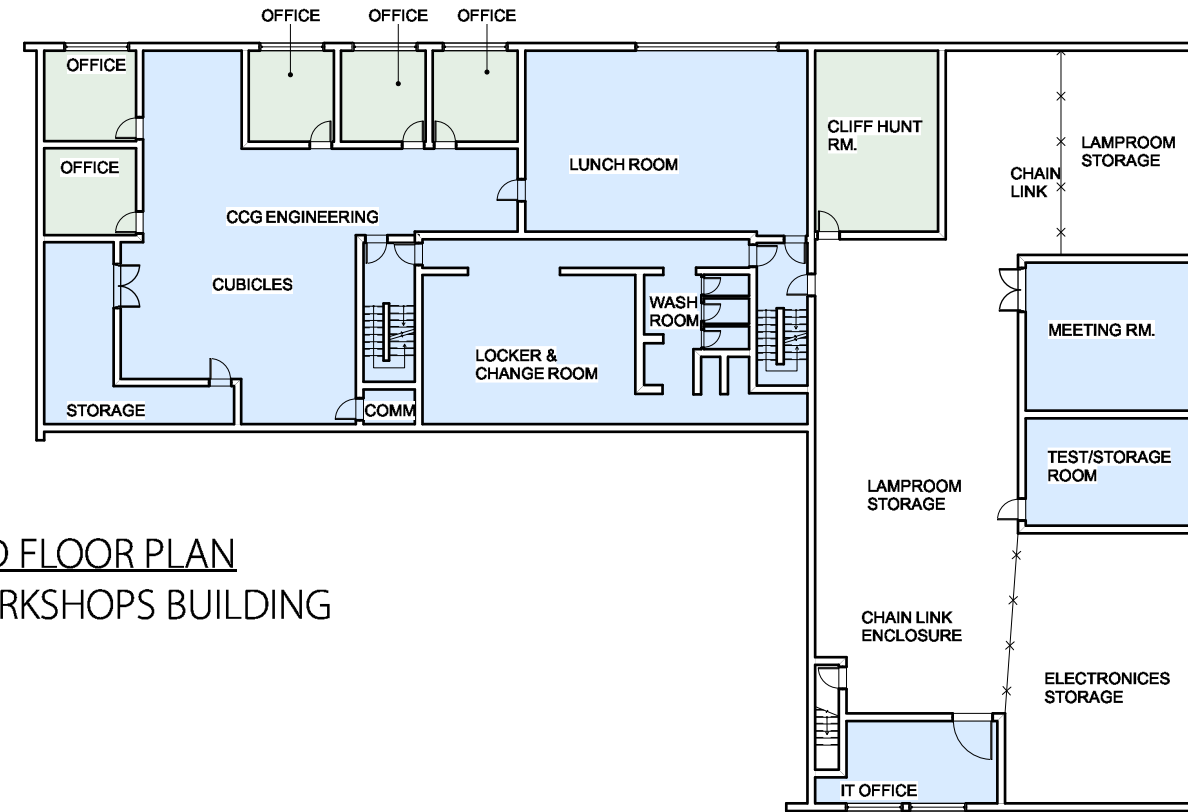 OFFICE
OFFICE
OFFICE
OFFICE
OFFICE
CLIFF HUNT
RM.
LAMPROOM
STORAGE
LUNCH ROOM
CHAIN
LINK
CCG ENGINEERING
CUBICLES
WASH
ROOM
MEETING RM.
LOCKER &
CHANGE ROOM
STORAGE
COMM
TEST/STORAGE
ROOM
LAMPROOM
STORAGE
FLOOR PLAN
RKSHOPS BUILDING
CHAIN LINK
ENCLOSURE
ELECTRONICES
STORAGE
IT OFFICE